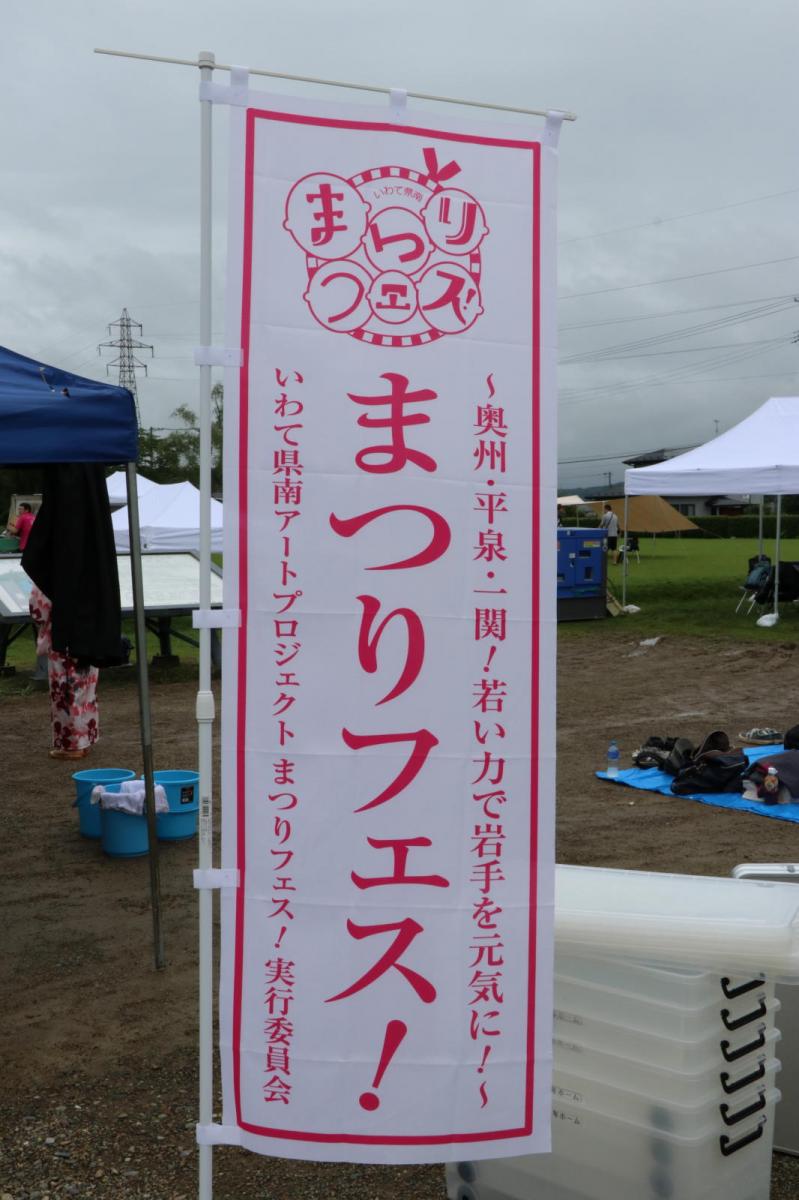 いわて県南
まつり
フェス!
〜奥州・平泉・一関!若い力で岩手を元気に!〜
まつりフェス!
いわて県南アートプロジェクト まつりフェス!実行委員会